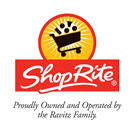 ShopRite®
Proudly Owned and Operated by
the Ravitz Family.